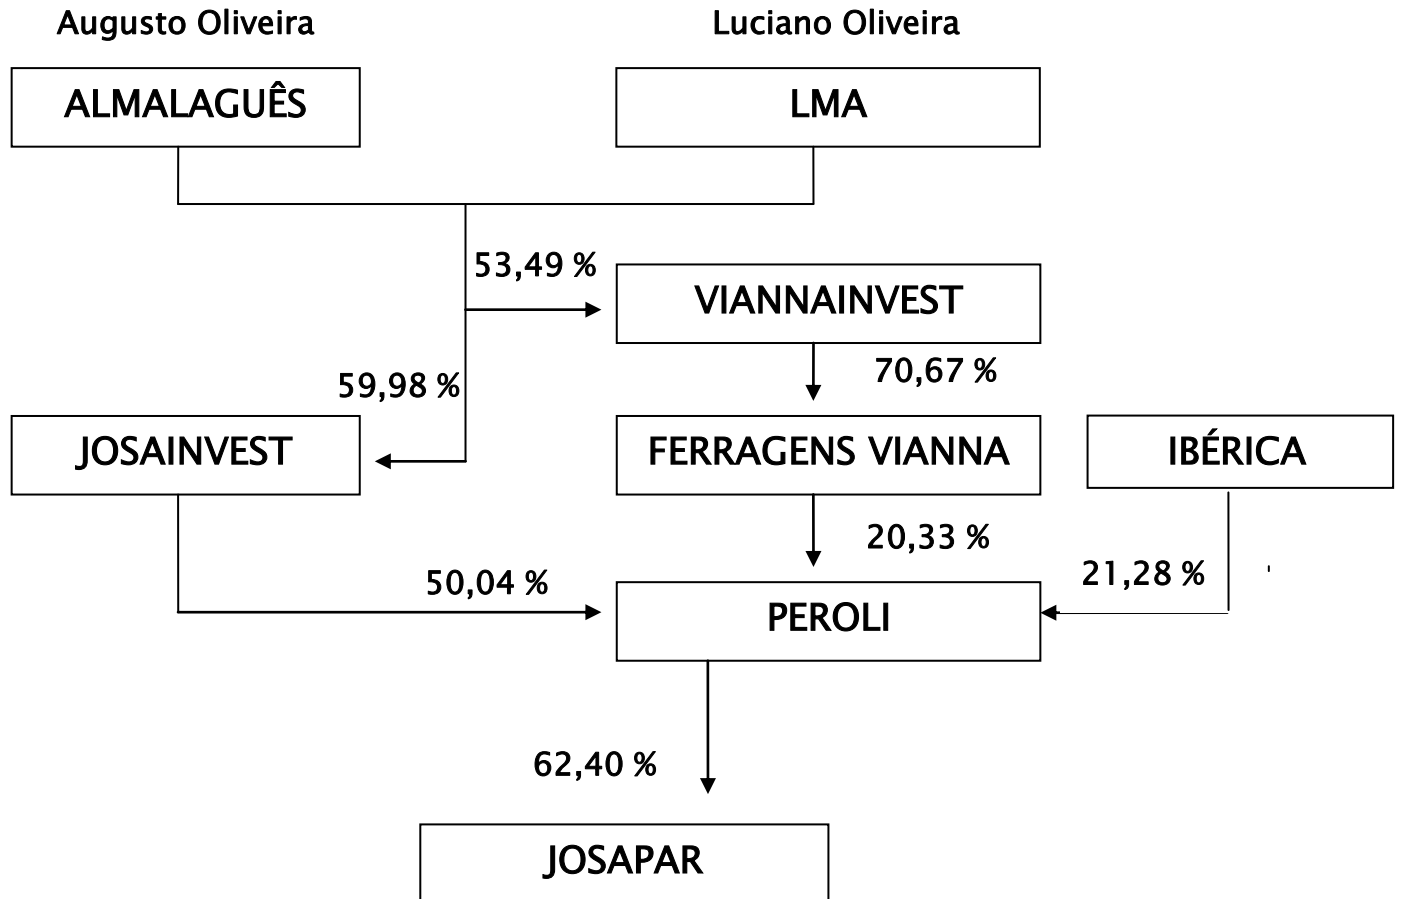 Augusto Oliveira
Luciano Oliveira
ALMALAGUÊS
LMA
53,49 %
VIANNAINVEST
70,67 %
59,98 %
JOSAINVEST
FERRAGENS VIANNA
IBÉRICA
20,33 %
21,28 %
50,04 %
PEROLI
62,40 %
JOSAPAR